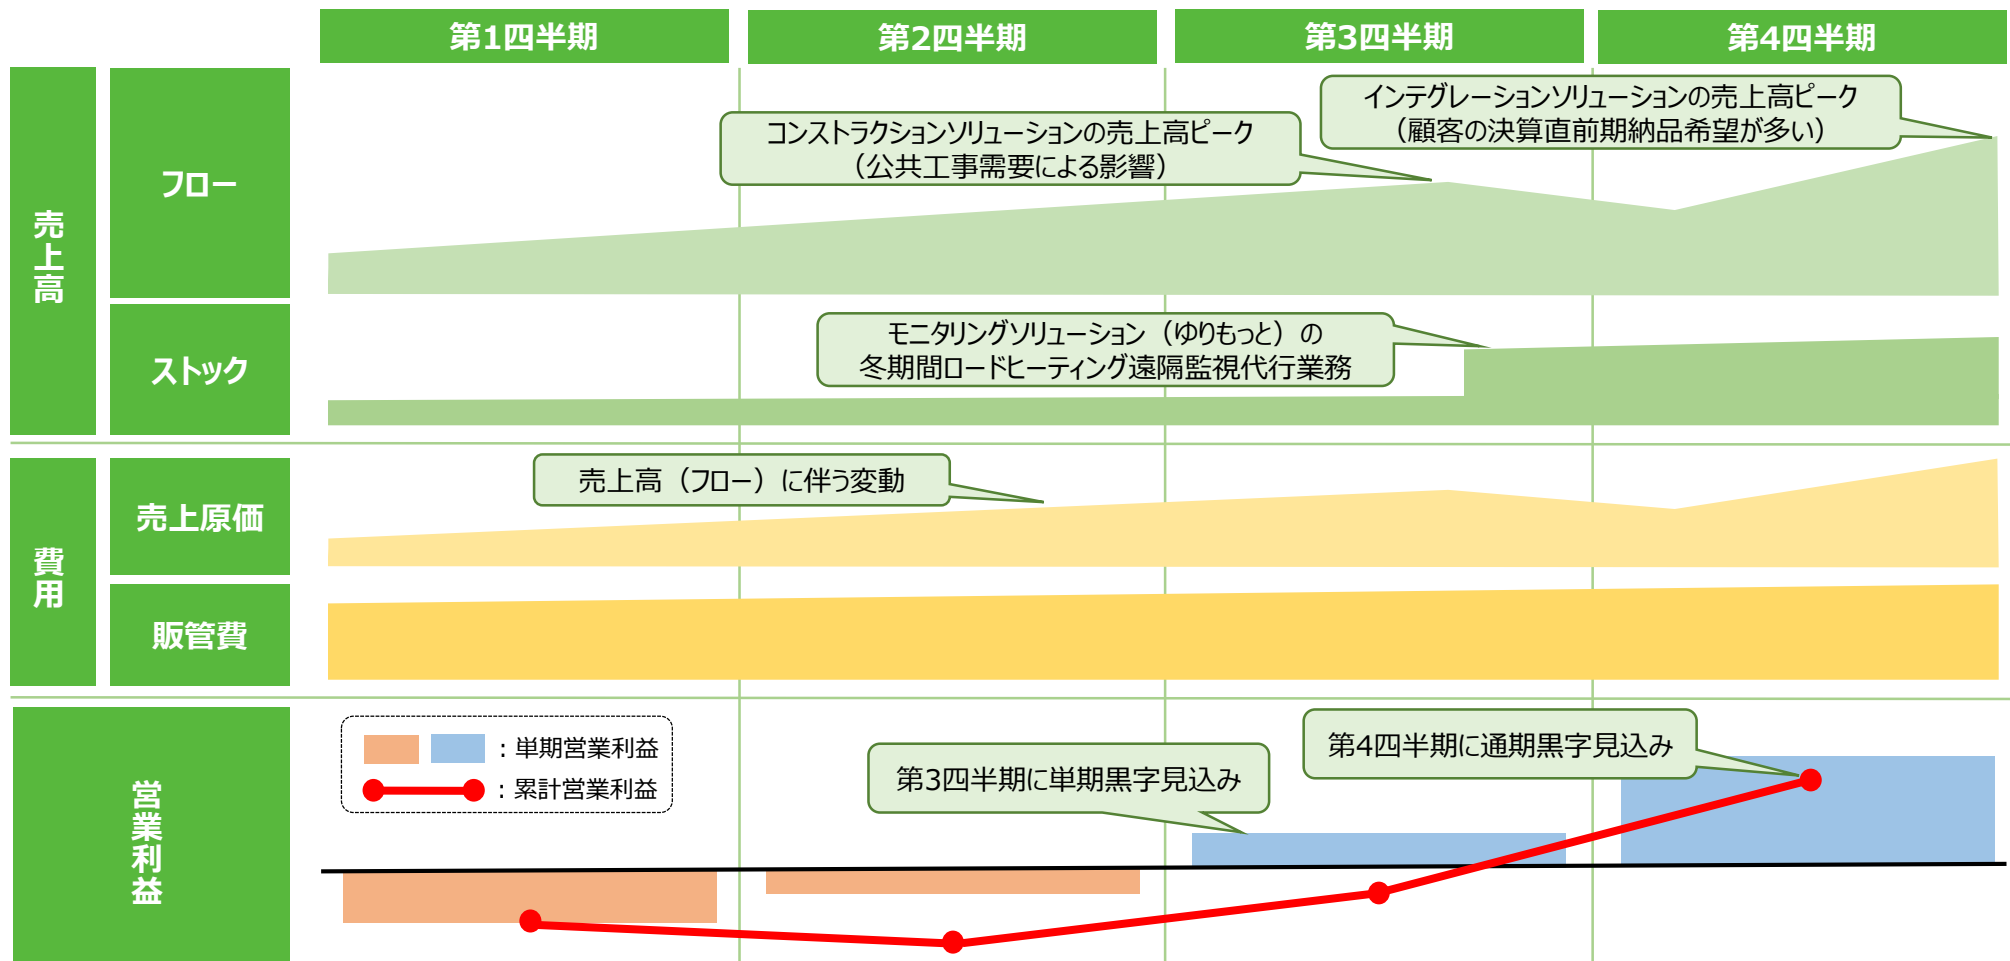 第1四半期
第2四半期
第3四半期
第4四半期
売上高
フロー
コンストラクションソリューションの売上高ピーク
（公共工事需要による影響）
インテグレーションソリューションの売上高ピーク
（顧客の決算直前期納品希望が多い）
ストック
モニタリングソリューション（ゆりもっと）の
冬期間ロードヒーティング遠隔監視代行業務
費用
売上原価
売上高（フロー）に伴う変動
販管費
営業利益
：単期営業利益
：累計営業利益
第3四半期に単期黒字見込み
第4四半期に通期黒字見込み